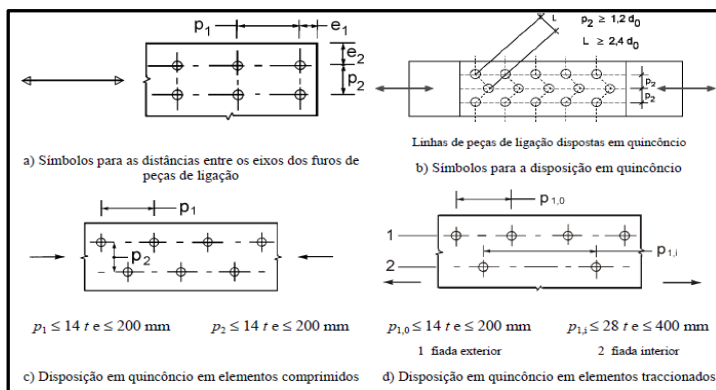 p₁
e₁
e₂
p₂
a) Símbolos para as distâncias entre os eixos dos furos de
peças de ligação
L
p₂ ≥ 1,2 d₀
L ≥ 2,4 d₀
p₂
p₂
Linhas de peças de ligação dispostas em quincôncio
b) Símbolos para a disposição em quincôncio
p₁
p₂
p₁ ≤ 14 t e ≤ 200 mm p₂ ≤ 14 t e ≤ 200 mm
c) Disposição em quincôncio em elementos comprimidos
p₁,₀
1
p₁,ᵢ
2
p₁,₀ ≤ 14 t e ≤ 200 mm p₁,ᵢ ≤ 28 t e ≤ 400 mm
1 fiada exterior 2 fiada interior
d) Disposição em quincôncio em elementos traccionados